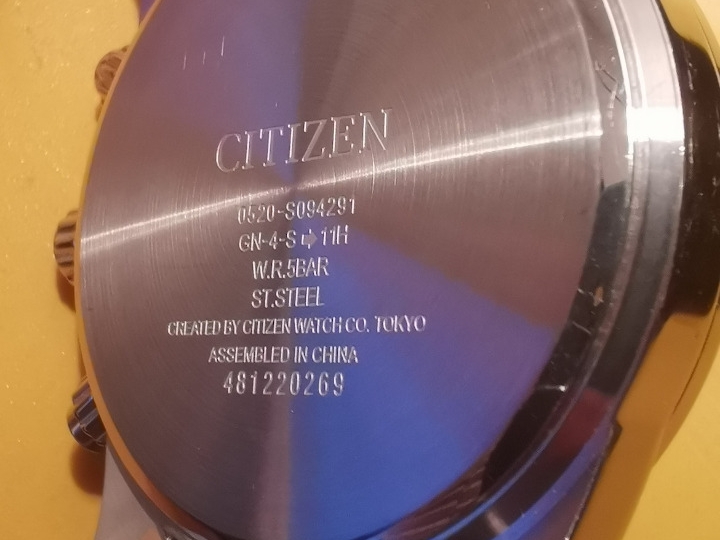 CITIZEN
0520-S094291
GN-4-S ➡ 11H
W.R.5BAR
ST.STEEL
CREATED BY CITIZEN WATCH CO. TOKYO
ASSEMBLED IN CHINA
481220269